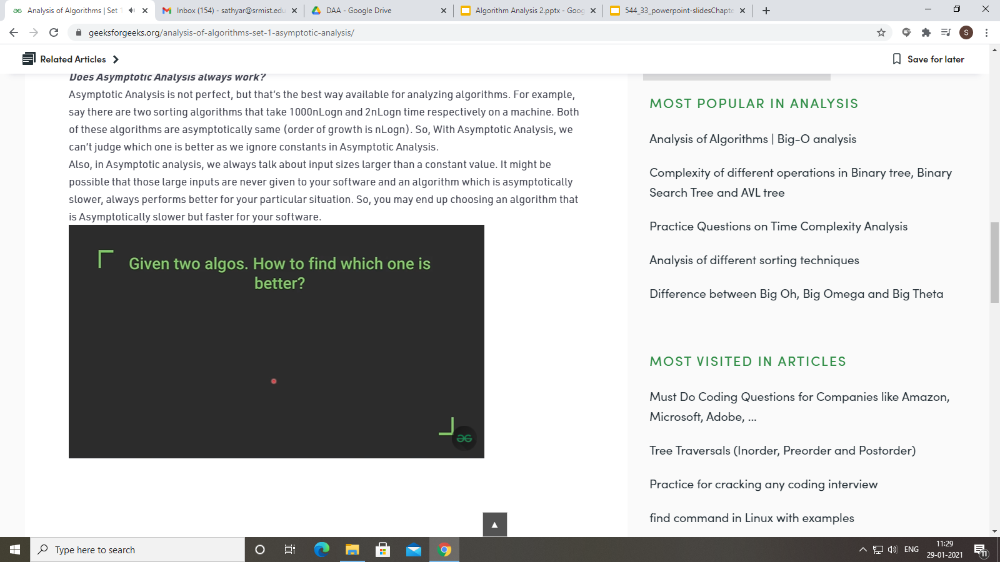 Analysis of Algorithms | Set 1
Inbox (154) - sathyar@srmist.edu
DAA - Google Drive
Algorithm Analysis 2.pptx - Goog
544_33_powerpoint-slidesChapte
geeksforgeeks.org/analysis-of-algorithms-set-1-asymptotic-analysis/
S
Related Articles
Save for later
Does Asymptotic Analysis always work?
Asymptotic Analysis is not perfect, but that's the best way available for analyzing algorithms. For example,
say there are two sorting algorithms that take 1000nLogn and 2nLogn time respectively on a machine. Both
of these algorithms are asymptotically same (order of growth is nLogn). So, With Asymptotic Analysis, we
can't judge which one is better as we ignore constants in Asymptotic Analysis.
Also, in Asymptotic analysis, we always talk about input sizes larger than a constant value. It might be
possible that those large inputs are never given to your software and an algorithm which is asymptotically
slower, always performs better for your particular situation. So, you may end up choosing an algorithm that
is Asymptotically slower but faster for your software.
Given two algos. How to find which one is
better?
MOST POPULAR IN ANALYSIS
Analysis of Algorithms | Big-O analysis
Complexity of different operations in Binary tree, Binary
Search Tree and AVL tree
Practice Questions on Time Complexity Analysis
Analysis of different sorting techniques
Difference between Big Oh, Big Omega and Big Theta
MOST VISITED IN ARTICLES
Must Do Coding Questions for Companies like Amazon,
Microsoft, Adobe, ...
Tree Traversals (Inorder, Preorder and Postorder)
Practice for cracking any coding interview
find command in Linux with examples
Type here to search
ENG
11:29
29-01-2021
11